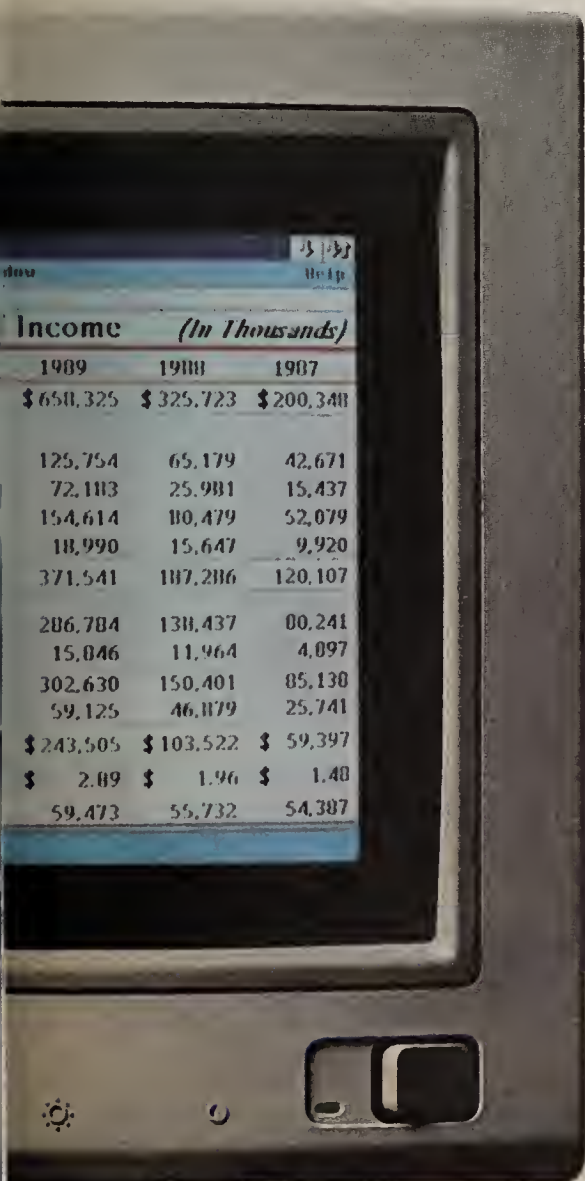 dow Help
Income (In Thousands)
1989 1988 1987
$658,325 $325,723 $200,348
125,754 65,179 42,671
72,183 25,981 15,437
154,614 80,479 52,079
18,990 15,647 9,920
371,541 187,286 120,107
286,784 138,437 80,241
15,846 11,964 4,897
302,630 150,401 85,138
59,125 46,879 25,741
$243,505 $103,522 $ 59,397
$ 2.89 $ 1.96 $ 1.48
59,473 55,732 54,387